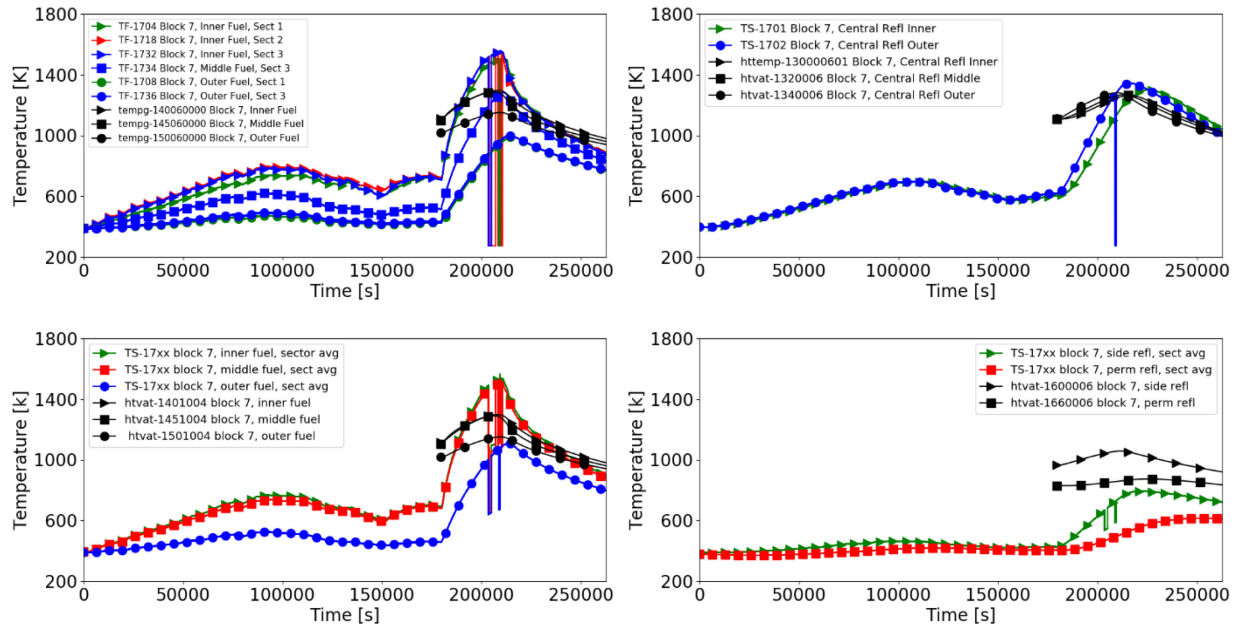 TF-1704 Block 7, Inner Fuel, Sect 1
TF-1718 Block 7, Inner Fuel, Sect 2
TF-1732 Block 7, Inner Fuel, Sect 3
TF-1734 Block 7, Middle Fuel, Sect 3
TF-1708 Block 7, Outer Fuel, Sect 1
TF-1736 Block 7, Outer Fuel, Sect 3
tempg-140060000 Block 7, Inner Fuel
tempg-145060000 Block 7, Middle Fuel
tempg-150060000 Block 7, Outer Fuel
Temperature [K]
1800
1400
1000
600
200
0 50000 100000 150000 200000 250000
Time [s]
TS-1701 Block 7, Central Refl Inner
TS-1702 Block 7, Central Refl Outer
httemp-130000601 Block 7, Central Refl Inner
htvat-1320006 Block 7, Central Refl Middle
htvat-1340006 Block 7, Central Refl Outer
Temperature [K]
1800
1400
1000
600
200
0 50000 100000 150000 200000 250000
Time [s]
TS-17xx block 7, inner fuel, sector avg
TS-17xx block 7, middle fuel, sect avg
TS-17xx block 7, outer fuel, sect avg
htvat-1401004 block 7, inner fuel
htvat-1451004 block 7, middle fuel
htvat-1501004 block 7, outer fuel
Temperature [K]
1800
1400
1000
600
200
0 50000 100000 150000 200000 250000
Time [s]
TS-17xx block 7, side refl, sect avg
TS-17xx block 7, perm refl, sect avg
htvat-1600006 block 7, side refl
htvat-1660006 block 7, perm refl
Temperature [K]
1800
1400
1000
600
200
0 50000 100000 150000 200000 250000
Time [s]